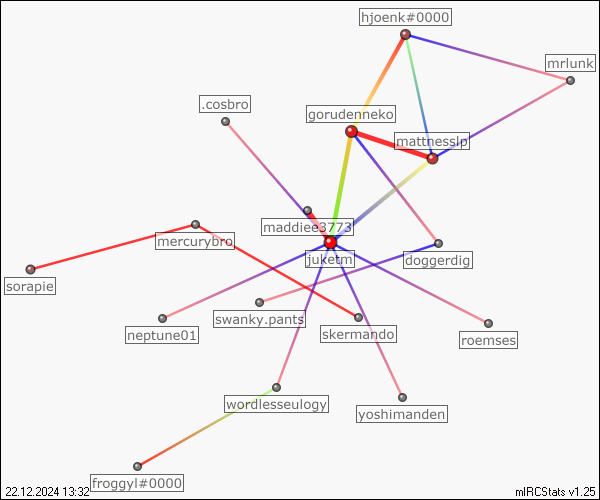 hjoenk#0000
mrlunk
.cosbro
gorudenneko
mattnesslp
maddiee3773
mercurybro
juketm
doggerdig
sorapie
swanky.pants
neptune01
skermando
roemses
wordlesseulogy
yoshimanden
froggyl#0000
22.12.2024 13:32
mIRCStats v1.25